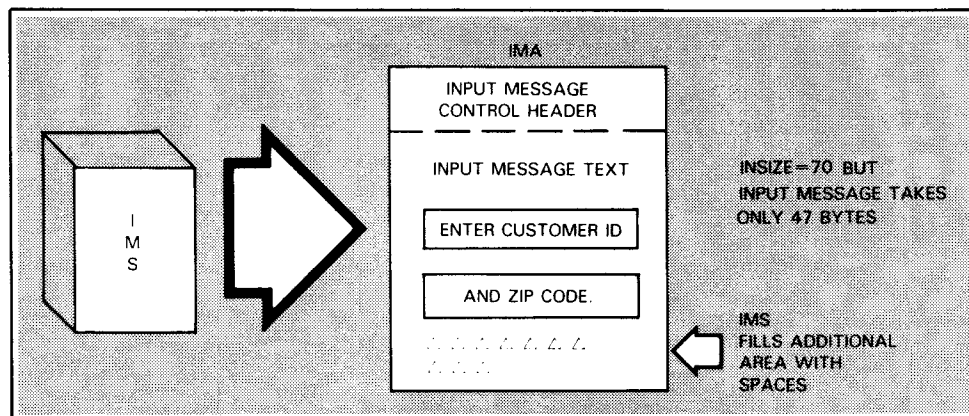 IMA
INPUT MESSAGE
CONTROL HEADER
I
M
S
INPUT MESSAGE TEXT
ENTER CUSTOMER ID
AND ZIP CODE.
INSIZE=70 BUT
INPUT MESSAGE TAKES
ONLY 47 BYTES
IMS
FILLS ADDITIONAL
AREA WITH
SPACES